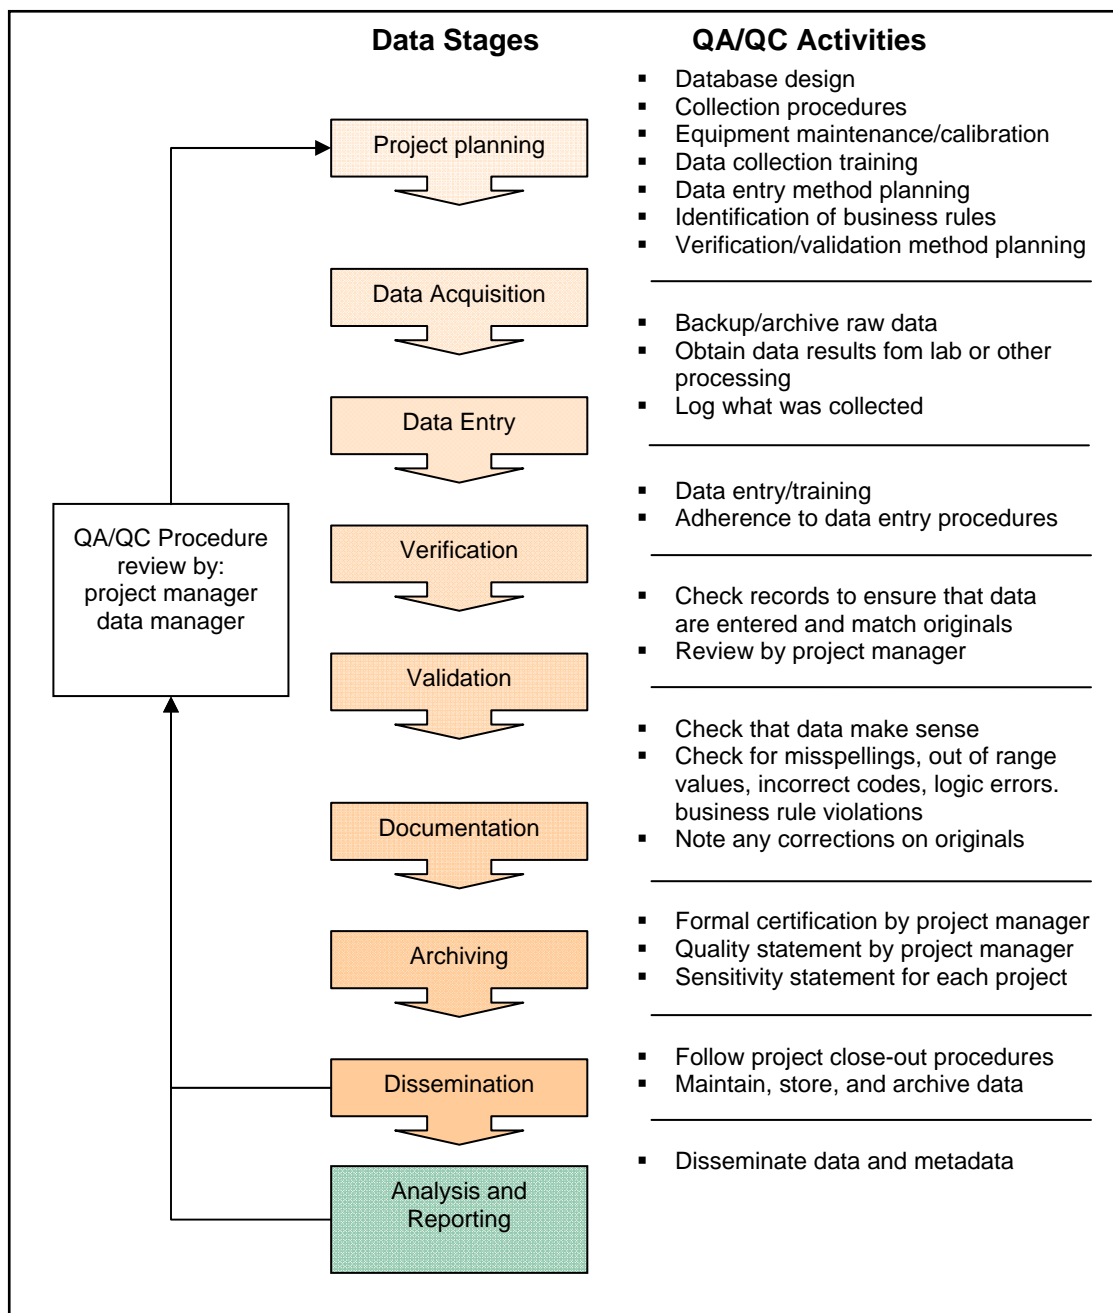 Data Stages
QA/QC Activities
Project planning
Data Acquisition
Data Entry
Verification
Validation
Documentation
Archiving
Dissemination
Analysis and
Reporting
QA/QC Procedure
review by:
project manager
data manager
▪ Database design
▪ Collection procedures
▪ Equipment maintenance/calibration
▪ Data collection training
▪ Data entry method planning
▪ Identification of business rules
▪ Verification/validation method planning
▪ Backup/archive raw data
▪ Obtain data results fom lab or other
processing
▪ Log what was collected
▪ Data entry/training
▪ Adherence to data entry procedures
▪ Check records to ensure that data
are entered and match originals
▪ Review by project manager
▪ Check that data make sense
▪ Check for misspellings, out of range
values, incorrect codes, logic errors.
business rule violations
▪ Note any corrections on originals
▪ Formal certification by project manager
▪ Quality statement by project manager
▪ Sensitivity statement for each project
▪ Follow project close-out procedures
▪ Maintain, store, and archive data
▪ Disseminate data and metadata